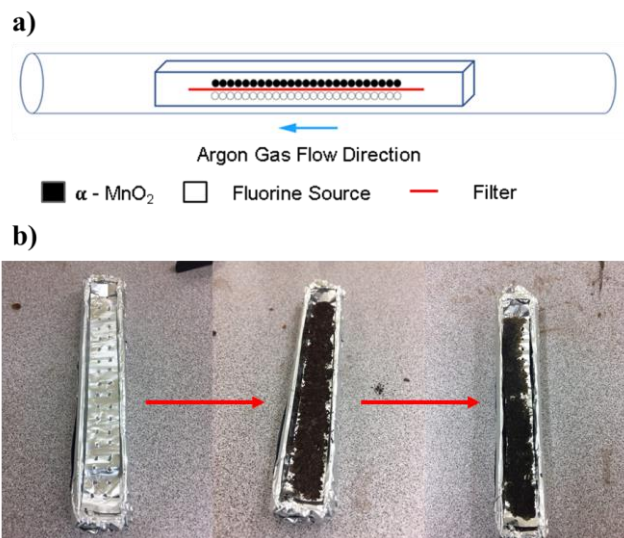 a)
Argon Gas Flow Direction
α - MnO₂ Fluorine Source Filter
b)